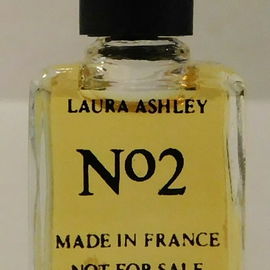 LAURA ASHLEY
No2
MADE IN FRANCE
NOT FOR SALE